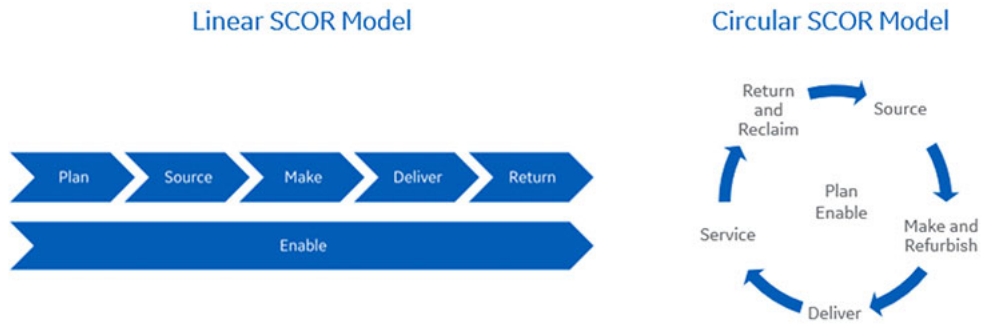 Linear SCOR Model
Plan
Source
Make
Deliver
Return
Enable
Circular SCOR Model
Return
and
Reclaim
Source
Make and
Refurbish
Deliver
Service
Plan
Enable